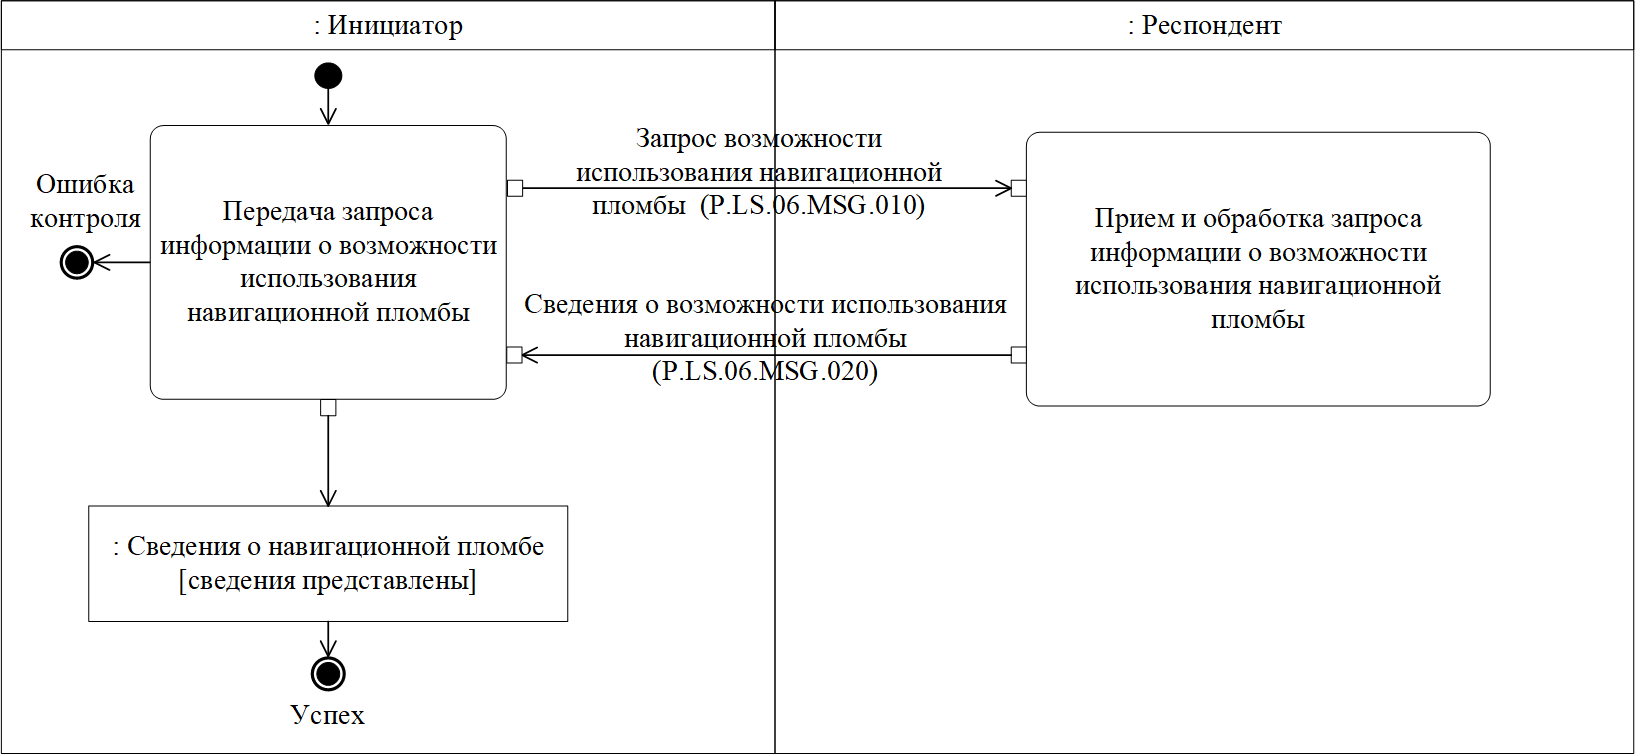 : Инициатор
: Респондент
Ошибка
контроля
Передача запроса
информации о возможности
использования
навигационной пломбы
Запрос возможности
использования навигационной
пломбы (P.LS.06.MSG.010)
Прием и обработка запроса
информации о возможности
использования навигационной
пломбы
Сведения о возможности использования
навигационной пломбы
(P.LS.06.MSG.020)
: Сведения о навигационной пломбе
[сведения представлены]
Успех